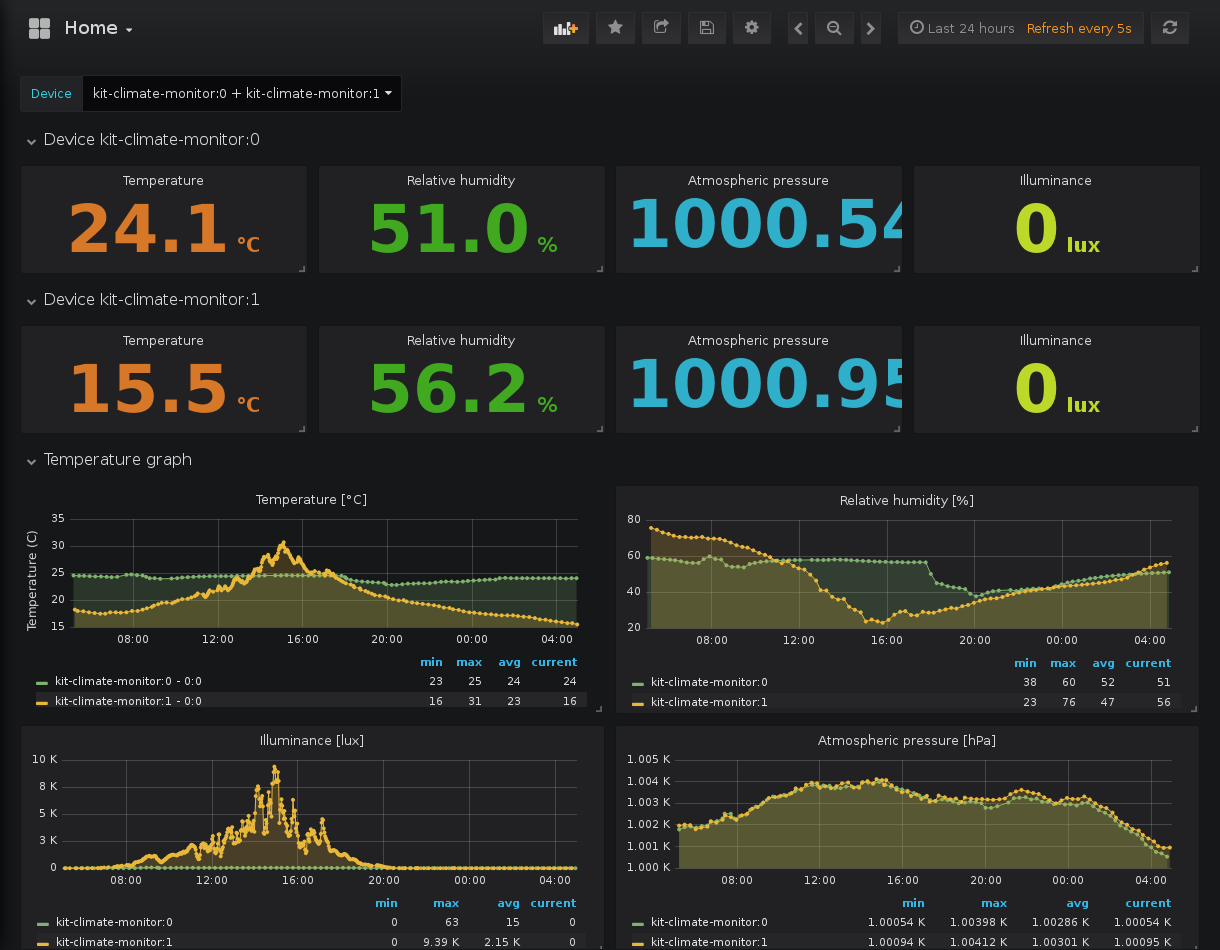 Home
Last 24 hours Refresh every 5s
Device kit-climate-monitor:0 + kit-climate-monitor:1
Device kit-climate-monitor:0
Temperature Relative humidity Atmospheric pressure Illuminance
24.1 °C 51.0 % 1000.54 0 lux
Device kit-climate-monitor:1
Temperature Relative humidity Atmospheric pressure Illuminance
15.5 °C 56.2 % 1000.95 0 lux
Temperature graph
Temperature [°C]
Temperature (C)
35
30
25
20
15
08:00 12:00 16:00 20:00 00:00 04:00
min max avg current
kit-climate-monitor:0 - 0:0 23 25 24 24
kit-climate-monitor:1 - 0:0 16 31 23 16
Relative humidity [%]
80
60
40
20
08:00 12:00 16:00 20:00 00:00 04:00
min max avg current
kit-climate-monitor:0 38 60 52 51
kit-climate-monitor:1 23 76 47 56
Illuminance [lux]
10 K
8 K
5 K
3 K
0
08:00 12:00 16:00 20:00 00:00 04:00
min max avg current
kit-climate-monitor:0 0 63 15 0
kit-climate-monitor:1 0 9.39 K 2.15 K 0
Atmospheric pressure [hPa]
1.005 K
1.004 K
1.003 K
1.002 K
1.001 K
1.000 K
08:00 12:00 16:00 20:00 00:00 04:00
min max avg current
kit-climate-monitor:0 1.00054 K 1.00398 K 1.00286 K 1.00054 K
kit-climate-monitor:1 1.00094 K 1.00412 K 1.00301 K 1.00095 K